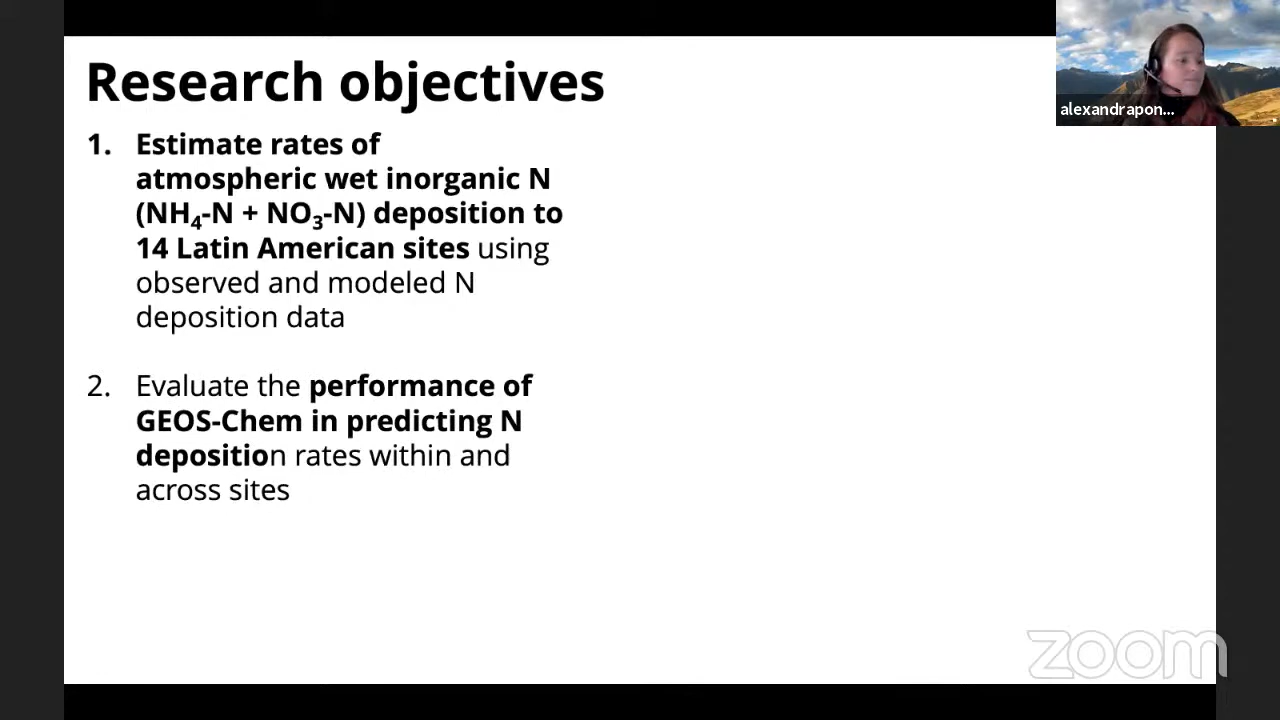 Research objectives
alexandrapon...
1. Estimate rates of
atmospheric wet inorganic N
(NH₄-N + NO₃-N) deposition to
14 Latin American sites using
observed and modeled N
deposition data
2. Evaluate the performance of
GEOS-Chem in predicting N
deposition rates within and
across sites
zoom